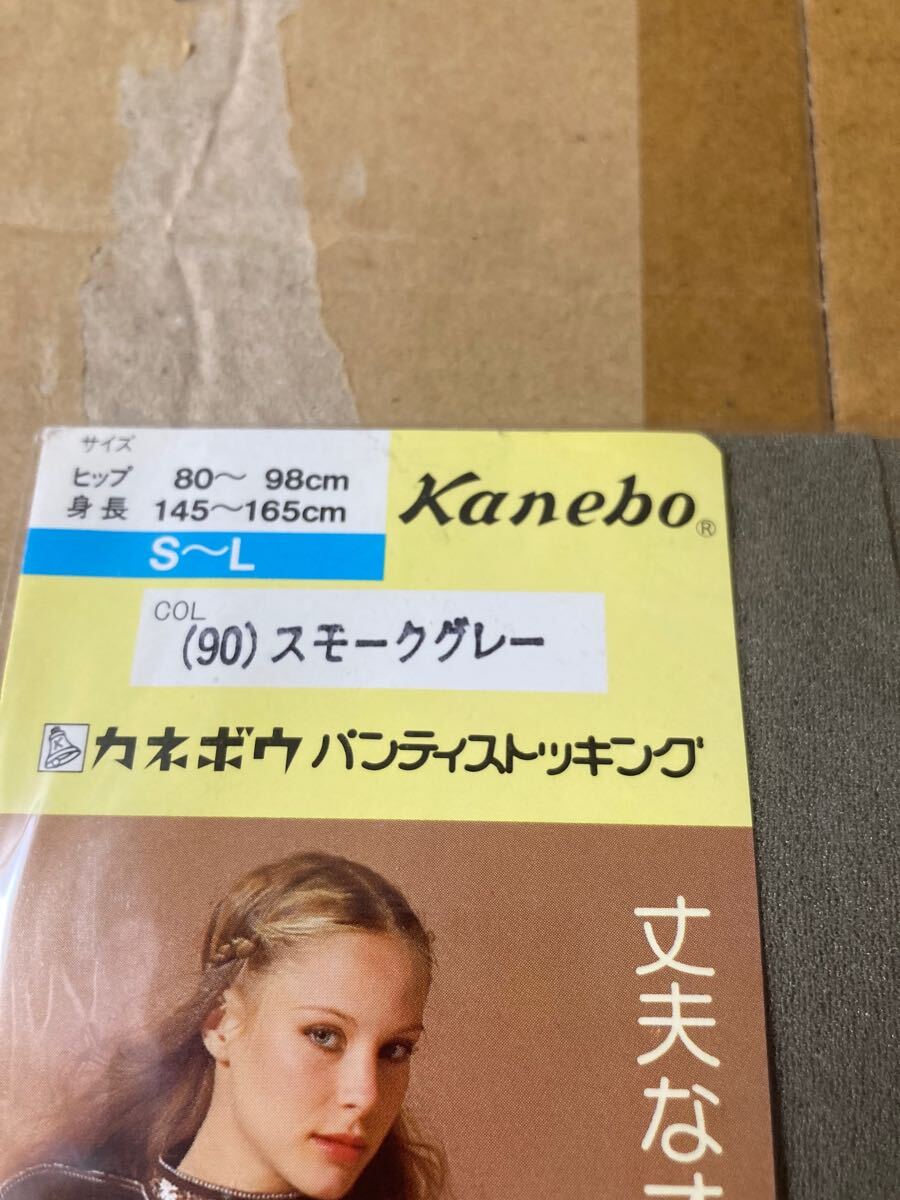 サイズ
ヒップ 80～ 98cm
身長 145～165cm
S～L
Kanebo®
COL
(90)スモークグレー
カネボウ パンティストッキング
丈夫な